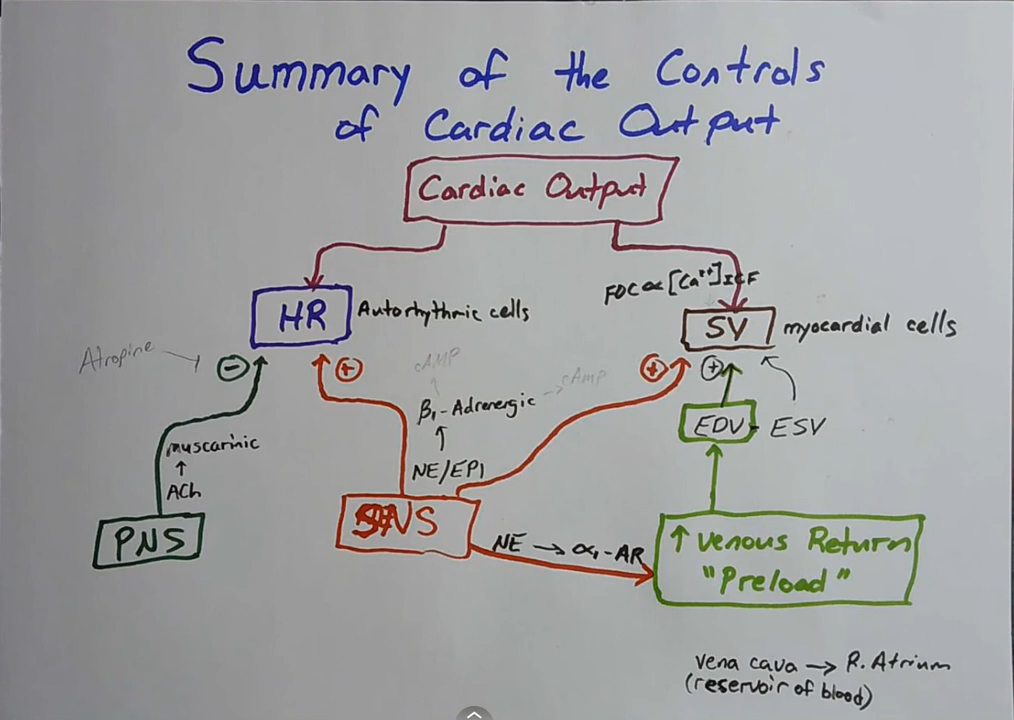 Summary of the Controls
of Cardiac Output
Cardiac Output
FOC ∝ [Ca⁺⁺]ICF
HR
Autorhythmic cells
SV
myocardial cells
Atropine
−
+
cAMP
cAMP
+
+
β₁-Adrenergic
EDV - ESV
muscarinic
↑
ACh
NE/EPI
PNS
SNS
NE → α₁-AR
↑ Venous Return
"Preload"
vena cava → R. Atrium
(reservoir of blood)